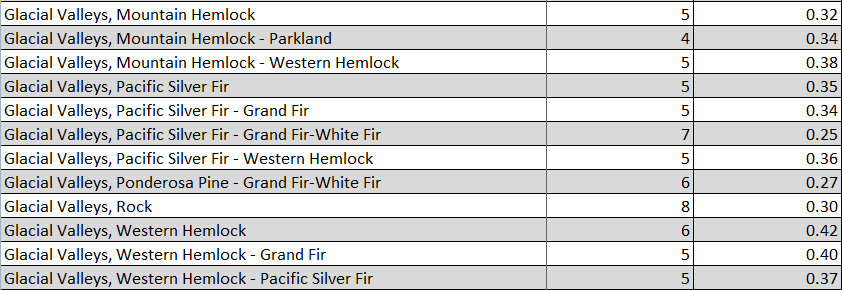 Glacial Valleys, Mountain Hemlock 5 0.32
Glacial Valleys, Mountain Hemlock - Parkland 4 0.34
Glacial Valleys, Mountain Hemlock - Western Hemlock 5 0.38
Glacial Valleys, Pacific Silver Fir 5 0.35
Glacial Valleys, Pacific Silver Fir - Grand Fir 5 0.34
Glacial Valleys, Pacific Silver Fir - Grand Fir-White Fir 7 0.25
Glacial Valleys, Pacific Silver Fir - Western Hemlock 5 0.36
Glacial Valleys, Ponderosa Pine - Grand Fir-White Fir 6 0.27
Glacial Valleys, Rock 8 0.30
Glacial Valleys, Western Hemlock 6 0.42
Glacial Valleys, Western Hemlock - Grand Fir 5 0.40
Glacial Valleys, Western Hemlock - Pacific Silver Fir 5 0.37